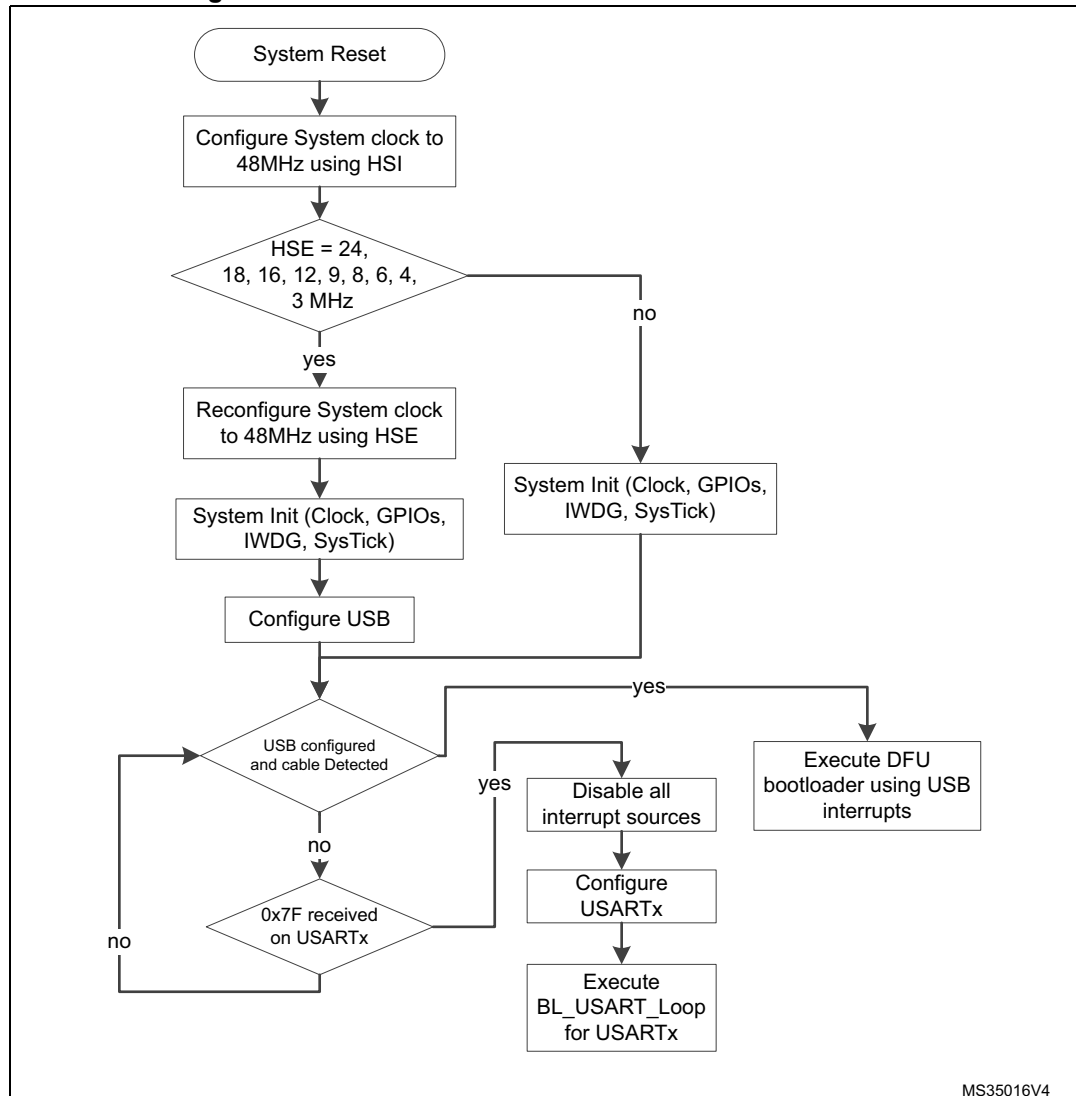 System Reset
Configure System clock to
48MHz using HSI
HSE = 24,
18, 16, 12, 9, 8, 6, 4,
3 MHz
no
yes
Reconfigure System clock
to 48MHz using HSE
System Init (Clock, GPIOs,
IWDG, SysTick)
System Init (Clock, GPIOs,
IWDG, SysTick)
Configure USB
yes
USB configured
and cable Detected
yes
Disable all
interrupt sources
Execute DFU
bootloader using USB
interrupts
no
Configure
USARTx
0x7F received
on USARTx
no
Execute
BL_USART_Loop
for USARTx
MS35016V4